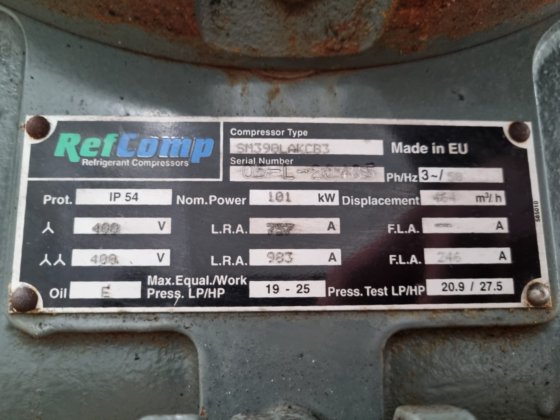 RefComp
Refrigerant Compressors
Compressor Type
SM390LAKCB3
Made in EU
Serial Number
Ph/Hz 3~/ 50
Prot. IP 54 Nom.Power 101 kW Displacement m³/h
400 V L.R.A. A F.L.A. — A
400 V L.R.A. 983 A F.L.A. 246 A
Oil E Max.Equal./Work Press. LP/HP 19 - 25 Press.Test LP/HP 20.9 / 27.5